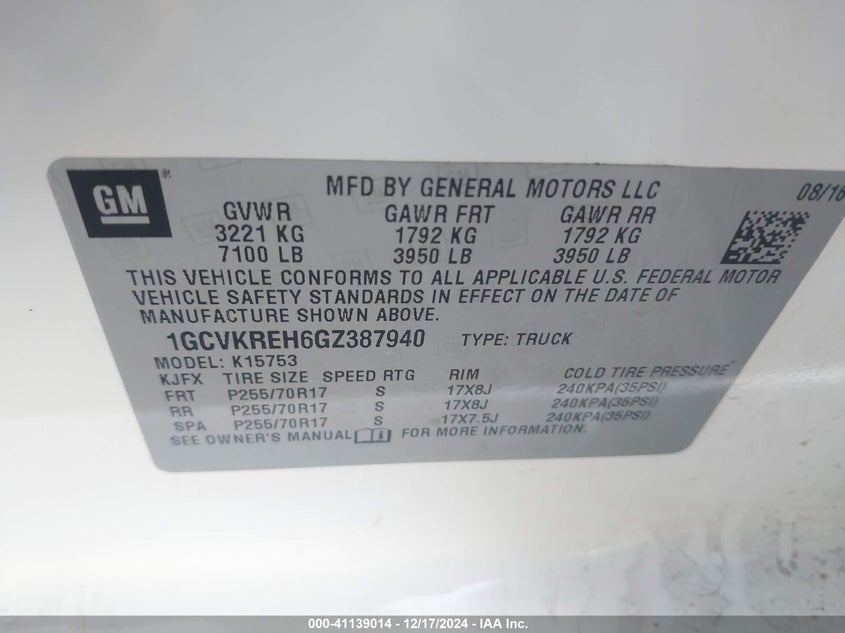 GM®
MFD BY GENERAL MOTORS LLC 08/16
GVWR GAWR FRT GAWR RR
3221 KG 1792 KG 1792 KG
7100 LB 3950 LB 3950 LB
THIS VEHICLE CONFORMS TO ALL APPLICABLE U.S. FEDERAL MOTOR
VEHICLE SAFETY STANDARDS IN EFFECT ON THE DATE OF
MANUFACTURE SHOWN ABOVE.
1GCVKREH6GZ387940 TYPE: TRUCK
MODEL: K15753
KJFX TIRE SIZE SPEED RTG RIM COLD TIRE PRESSURE
FRT P255/70R17 S 17X8J 240KPA(35PSI)
RR P255/70R17 S 17X8J 240KPA(35PSI)
SPA P255/70R17 S 17X7.5J 240KPA(35PSI)
SEE OWNER'S MANUAL FOR MORE INFORMATION.
000-41139014 - 12/17/2024 - IAA Inc.